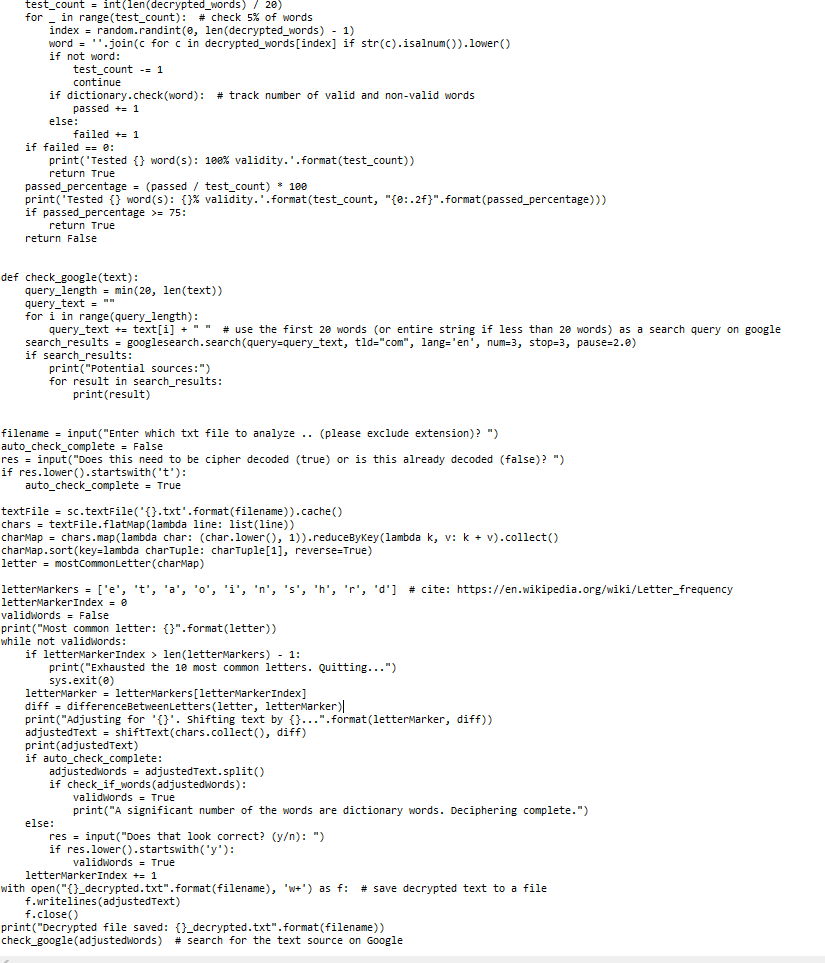 test_count = int(len(decrypted_words) / 20)
    for _ in range(test_count):  # check 5% of words
        index = random.randint(0, len(decrypted_words) - 1)
        word = ''.join(c for c in decrypted_words[index] if str(c).isalnum()).lower()
        if not word:
            test_count -= 1
            continue
        if dictionary.check(word):  # track number of valid and non-valid words
            passed += 1
        else:
            failed += 1
    if failed == 0:
        print('Tested {} word(s): 100% validity.'.format(test_count))
        return True
    passed_percentage = (passed / test_count) * 100
    print('Tested {} word(s): {}% validity.'.format(test_count, "{0:.2f}".format(passed_percentage)))
    if passed_percentage >= 75:
        return True
    return False
def check_google(text):
    query_length = min(20, len(text))
    query_text = ""
    for i in range(query_length):
        query_text += text[i] + " "  # use the first 20 words (or entire string if less than 20 words) as a search query on google
    search_results = googlesearch.search(query=query_text, tld="com", lang='en', num=3, stop=3, pause=2.0)
    if search_results:
        print("Potential sources:")
        for result in search_results:
            print(result)
filename = input("Enter which txt file to analyze .. (please exclude extension)? ")
auto_check_complete = False
res = input("Does this need to be cipher decoded (true) or is this already decoded (false)? ")
if res.lower().startswith('t'):
    auto_check_complete = True
textFile = sc.textFile('{}.txt'.format(filename)).cache()
chars = textFile.flatMap(lambda line: list(line))
charMap = chars.map(lambda char: (char.lower(), 1)).reduceByKey(lambda k, v: k + v).collect()
charMap.sort(key=lambda charTuple: charTuple[1], reverse=True)
letter = mostCommonLetter(charMap)
letterMarkers = ['e', 't', 'a', 'o', 'i', 'n', 's', 'h', 'r', 'd']  # cite: https://en.wikipedia.org/wiki/Letter_frequency
letterMarkerIndex = 0
validWords = False
print("Most common letter: {}".format(letter))
while not validWords:
    if letterMarkerIndex > len(letterMarkers) - 1:
        print("Exhausted the 10 most common letters. Quitting...")
        sys.exit(0)
    letterMarker = letterMarkers[letterMarkerIndex]
    diff = differenceBetweenLetters(letter, letterMarker)
    print("Adjusting for '{}'. Shifting text by {}...".format(letterMarker, diff))
    adjustedText = shiftText(chars.collect(), diff)
    print(adjustedText)
    if auto_check_complete:
        adjustedWords = adjustedText.split()
        if check_if_words(adjustedWords):
            validWords = True
            print("A significant number of the words are dictionary words. Deciphering complete.")
    else:
        res = input("Does that look correct? (y/n): ")
        if res.lower().startswith('y'):
            validWords = True
    letterMarkerIndex += 1
with open("{}_decrypted.txt".format(filename), 'w+') as f:  # save decrypted text to a file
    f.writelines(adjustedText)
    f.close()
print("Decrypted file saved: {}_decrypted.txt".format(filename))
check_google(adjustedWords)  # search for the text source on Google